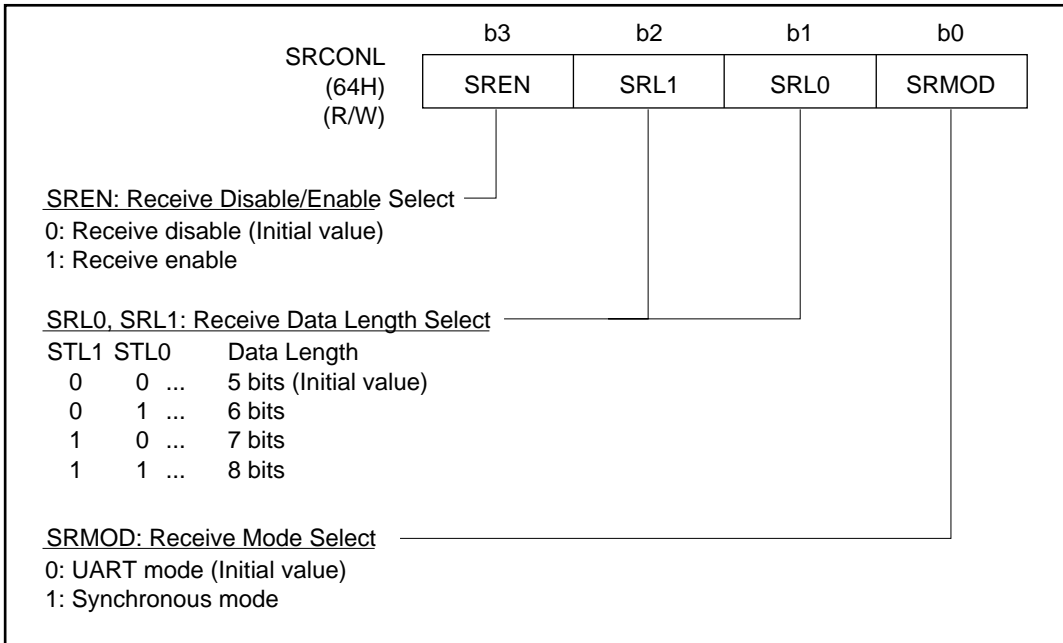 b3 b2 b1 b0
SRCONL
(64H)
(R/W)
SREN SRL1 SRL0 SRMOD
SREN: Receive Disable/Enable Select
0: Receive disable (Initial value)
1: Receive enable
SRL0, SRL1: Receive Data Length Select
STL1 STL0 Data Length
0 0 ... 5 bits (Initial value)
0 1 ... 6 bits
1 0 ... 7 bits
1 1 ... 8 bits
SRMOD: Receive Mode Select
0: UART mode (Initial value)
1: Synchronous mode